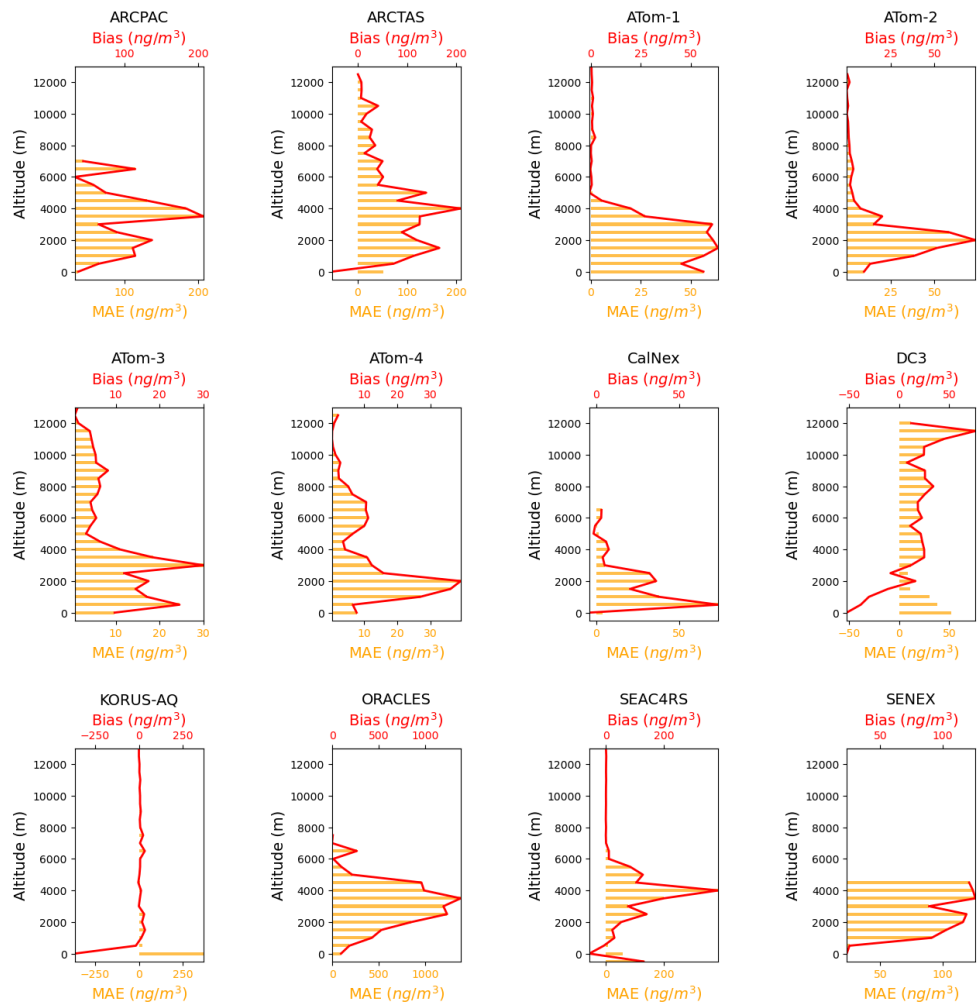 ARCPAC
Bias (ng/m³)
100 200
12000
10000
8000
6000
4000
2000
0
Altitude (m)
100 200
MAE (ng/m³)
ARCTAS
Bias (ng/m³)
0 100 200
12000
10000
8000
6000
4000
2000
0
Altitude (m)
0 100 200
MAE (ng/m³)
ATom-1
Bias (ng/m³)
0 25 50
12000
10000
8000
6000
4000
2000
0
Altitude (m)
0 25 50
MAE (ng/m³)
ATom-2
Bias (ng/m³)
25 50
12000
10000
8000
6000
4000
2000
0
Altitude (m)
25 50
MAE (ng/m³)
ATom-3
Bias (ng/m³)
10 20 30
12000
10000
8000
6000
4000
2000
0
Altitude (m)
10 20 30
MAE (ng/m³)
ATom-4
Bias (ng/m³)
10 20 30
12000
10000
8000
6000
4000
2000
0
Altitude (m)
10 20 30
MAE (ng/m³)
CalNex
Bias (ng/m³)
0 50
12000
10000
8000
6000
4000
2000
0
Altitude (m)
0 50
MAE (ng/m³)
DC3
Bias (ng/m³)
−50 0 50
12000
10000
8000
6000
4000
2000
0
Altitude (m)
−50 0 50
MAE (ng/m³)
KORUS-AQ
Bias (ng/m³)
−250 0 250
12000
10000
8000
6000
4000
2000
0
Altitude (m)
−250 0 250
MAE (ng/m³)
ORACLES
Bias (ng/m³)
0 500 1000
12000
10000
8000
6000
4000
2000
0
Altitude (m)
0 500 1000
MAE (ng/m³)
SEAC4RS
Bias (ng/m³)
0 200
12000
10000
8000
6000
4000
2000
0
Altitude (m)
0 200
MAE (ng/m³)
SENEX
Bias (ng/m³)
50 100
12000
10000
8000
6000
4000
2000
0
Altitude (m)
50 100
MAE (ng/m³)